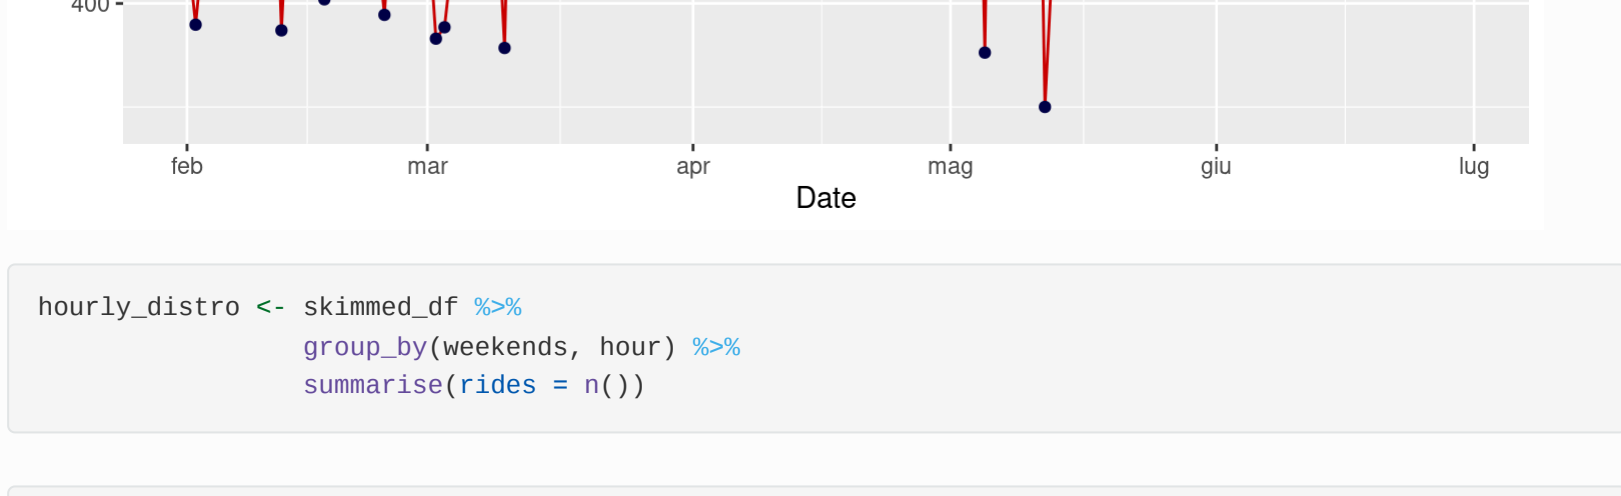 400
feb mar apr mag giu lug
Date
hourly_distro <- skimmed_df %>%
group_by(weekends, hour) %>%
summarise(rides = n())